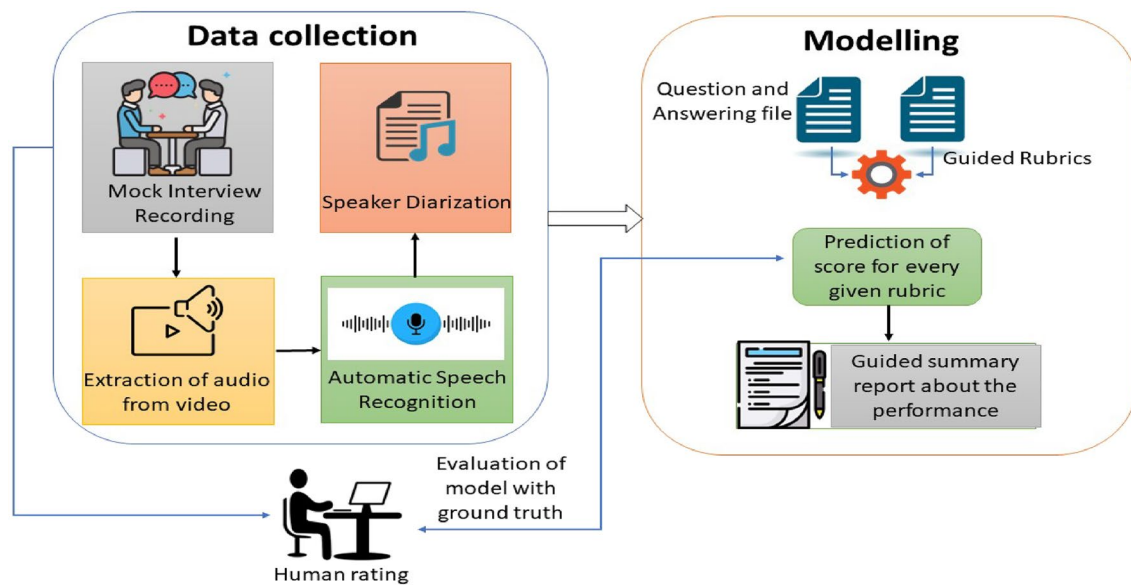 Data collection
Mock Interview
Recording
Speaker Diarization
Extraction of audio
from video
Automatic Speech
Recognition
Modelling
Question and
Answering file
Guided Rubrics
Prediction of
score for every
given rubric
Guided summary
report about the
performance
Evaluation of
model with
ground truth
Human rating